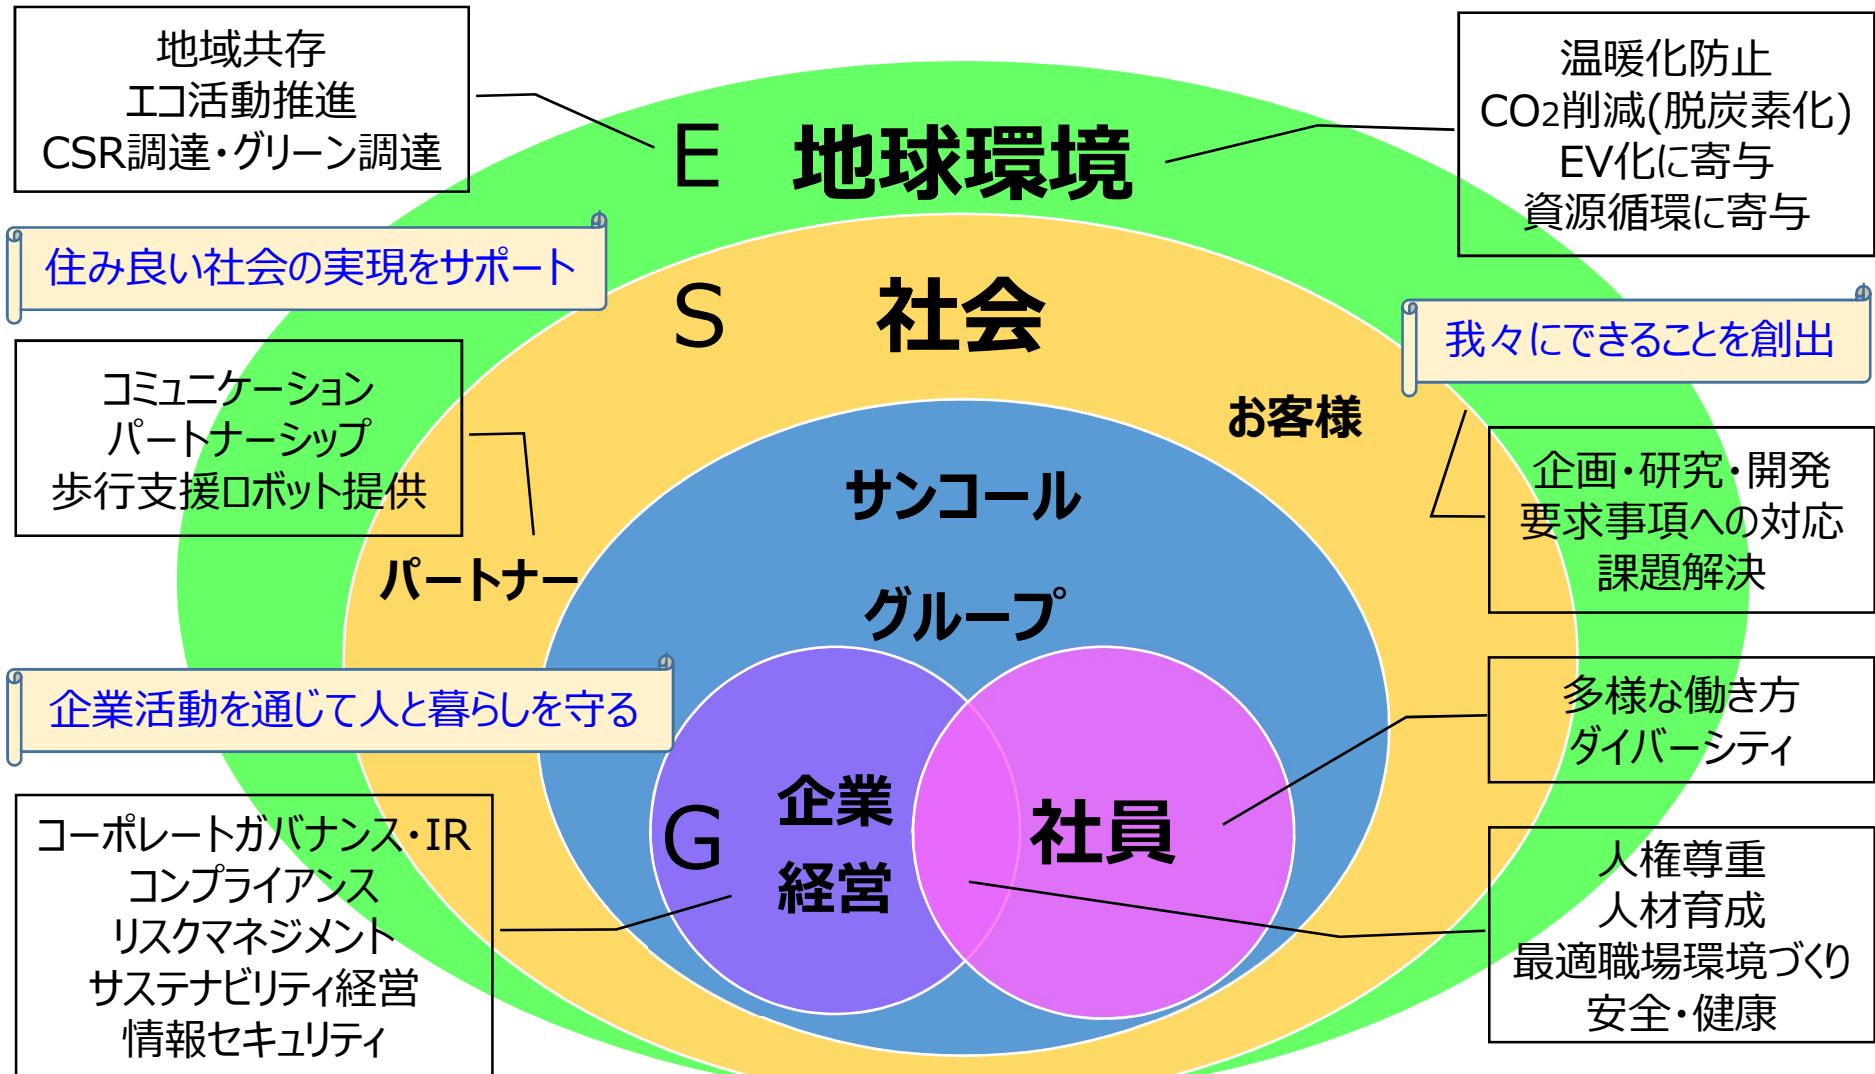 地域共存
エコ活動推進
CSR調達・グリーン調達
温暖化防止
CO2削減(脱炭素化)
EV化に寄与
資源循環に寄与
E 地球環境
住み良い社会の実現をサポート
S 社会
我々にできることを創出
コミュニケーション
パートナーシップ
歩行支援ロボット提供
お客様
企画・研究・開発
要求事項への対応
課題解決
サンコール
グループ
パートナー
企業活動を通じて人と暮らしを守る
多様な働き方
ダイバーシティ
G 企業
経営
社員
コーポレートガバナンス・IR
コンプライアンス
リスクマネジメント
サステナビリティ経営
情報セキュリティ
人権尊重
人材育成
最適職場環境づくり
安全・健康